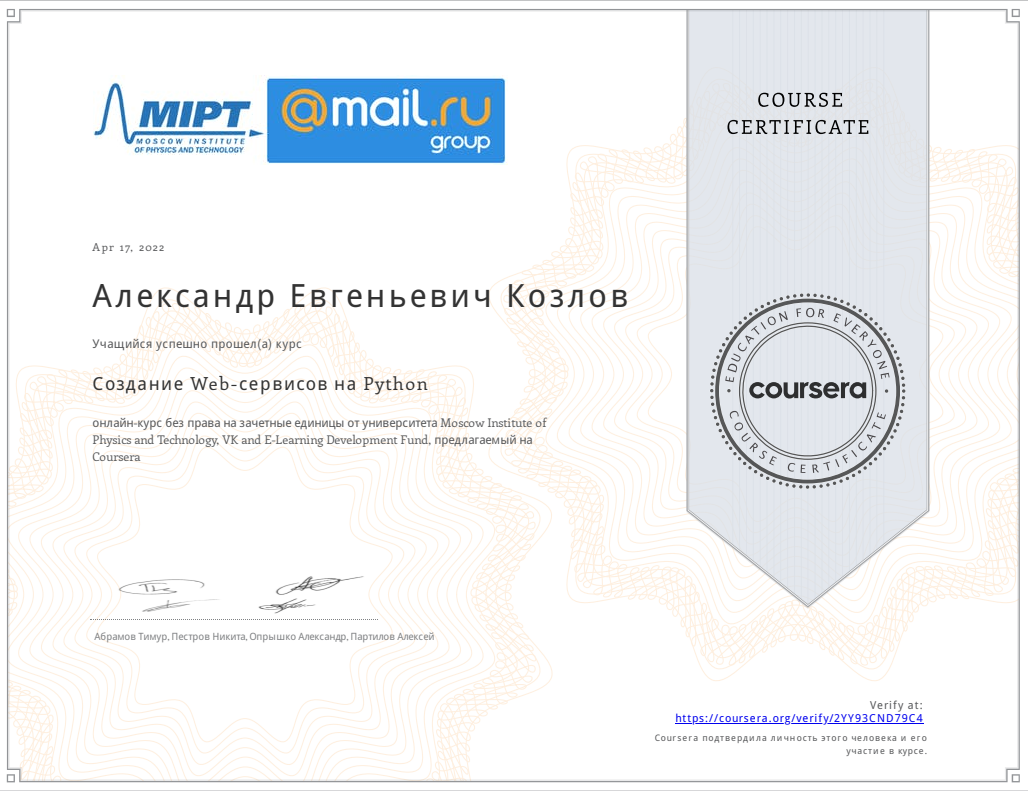 MIPT
MOSCOW INSTITUTE
OF PHYSICS AND TECHNOLOGY
@mail.ru
group
COURSE
CERTIFICATE
Apr 17, 2022
Александр Евгеньевич Козлов
Учащийся успешно прошел(а) курс
Создание Web-сервисов на Python
онлайн-курс без права на зачетные единицы от университета Moscow Institute of
Physics and Technology, VK and E-Learning Development Fund, предлагаемый на
Coursera
EDUCATION FOR EVERYONE
coursera
COURSE CERTIFICATE
Абрамов Тимур, Пестров Никита, Опрышко Александр, Партилов Алексей
Verify at:
https://coursera.org/verify/2YY93CND79C4
Coursera подтвердила личность этого человека и его
участие в курсе.